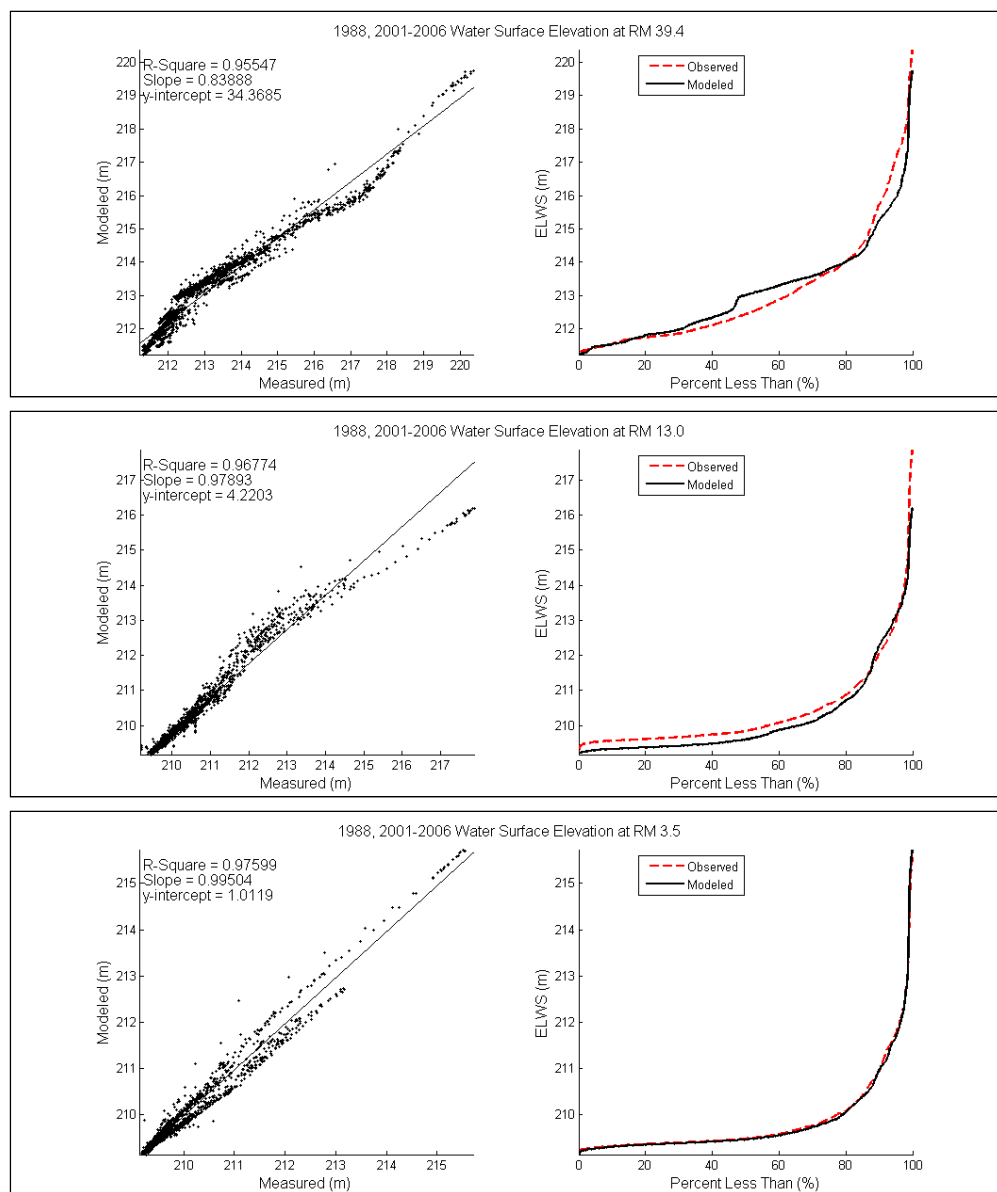 1988, 2001-2006 Water Surface Elevation at RM 39.4
R-Square = 0.95547
Slope = 0.83888
y-intercept = 34.3685
220
219
218
217
216
215
214
213
212
Modeled (m)
212 213 214 215 216 217 218 219 220
Measured (m)
Observed
Modeled
220
219
218
217
216
215
214
213
212
ELWS (m)
0 20 40 60 80 100
Percent Less Than (%)
1988, 2001-2006 Water Surface Elevation at RM 13.0
R-Square = 0.96774
Slope = 0.97893
y-intercept = 4.2203
217
216
215
214
213
212
211
210
Modeled (m)
210 211 212 213 214 215 216 217
Measured (m)
Observed
Modeled
217
216
215
214
213
212
211
210
ELWS (m)
0 20 40 60 80 100
Percent Less Than (%)
1988, 2001-2006 Water Surface Elevation at RM 3.5
R-Square = 0.97599
Slope = 0.99504
y-intercept = 1.0119
215
214
213
212
211
210
Modeled (m)
210 211 212 213 214 215
Measured (m)
Observed
Modeled
215
214
213
212
211
210
ELWS (m)
0 20 40 60 80 100
Percent Less Than (%)